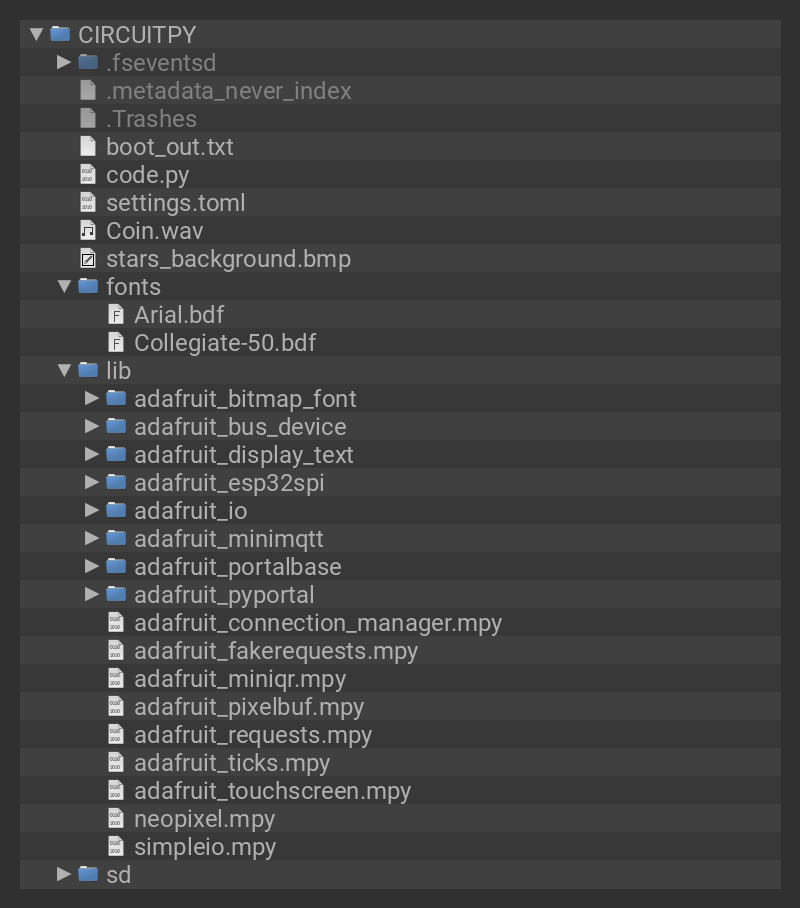 CIRCUITPY
.fseventsd
.metadata_never_index
.Trashes
boot_out.txt
code.py
settings.toml
Coin.wav
stars_background.bmp
fonts
Arial.bdf
Collegiate-50.bdf
lib
adafruit_bitmap_font
adafruit_bus_device
adafruit_display_text
adafruit_esp32spi
adafruit_io
adafruit_minimqtt
adafruit_portalbase
adafruit_pyportal
adafruit_connection_manager.mpy
adafruit_fakerequests.mpy
adafruit_miniqr.mpy
adafruit_pixelbuf.mpy
adafruit_requests.mpy
adafruit_ticks.mpy
adafruit_touchscreen.mpy
neopixel.mpy
simpleio.mpy
sd